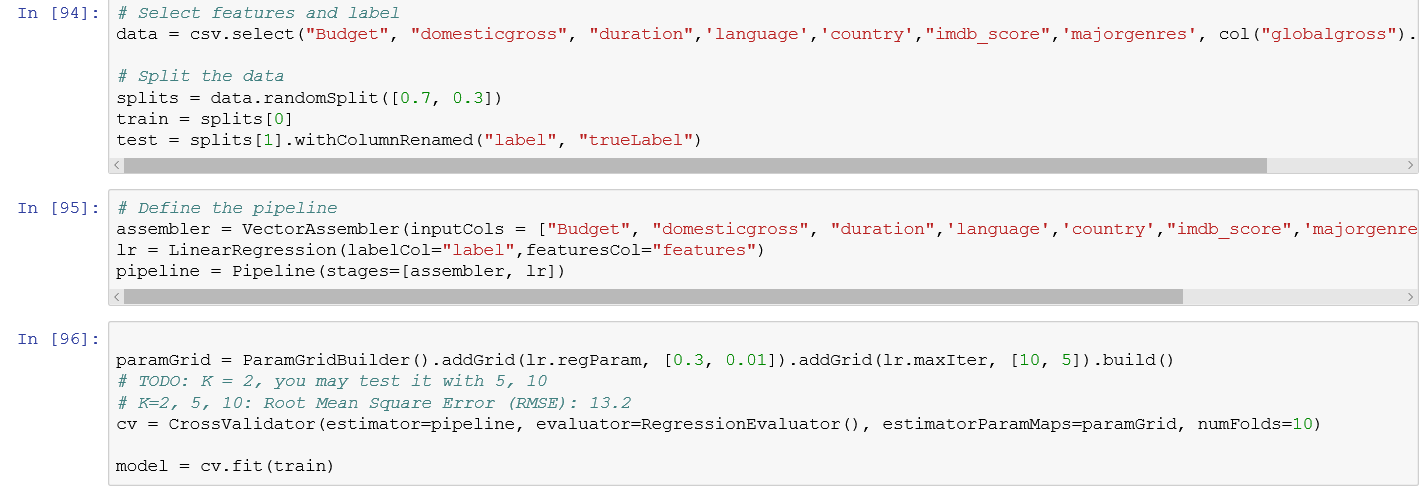 In [94]: # Select features and label
data = csv.select("Budget", "domesticgross", "duration",'language','country',"imdb_score",'majorgenres', col("globalgross").
# Split the data
splits = data.randomSplit([0.7, 0.3])
train = splits[0]
test = splits[1].withColumnRenamed("label", "trueLabel")
In [95]: # Define the pipeline
assembler = VectorAssembler(inputCols = ["Budget", "domesticgross", "duration",'language','country',"imdb_score",'majorgenre
lr = LinearRegression(labelCol="label",featuresCol="features")
pipeline = Pipeline(stages=[assembler, lr])
In [96]:
paramGrid = ParamGridBuilder().addGrid(lr.regParam, [0.3, 0.01]).addGrid(lr.maxIter, [10, 5]).build()
# TODO: K = 2, you may test it with 5, 10
# K=2, 5, 10: Root Mean Square Error (RMSE): 13.2
cv = CrossValidator(estimator=pipeline, evaluator=RegressionEvaluator(), estimatorParamMaps=paramGrid, numFolds=10)
model = cv.fit(train)